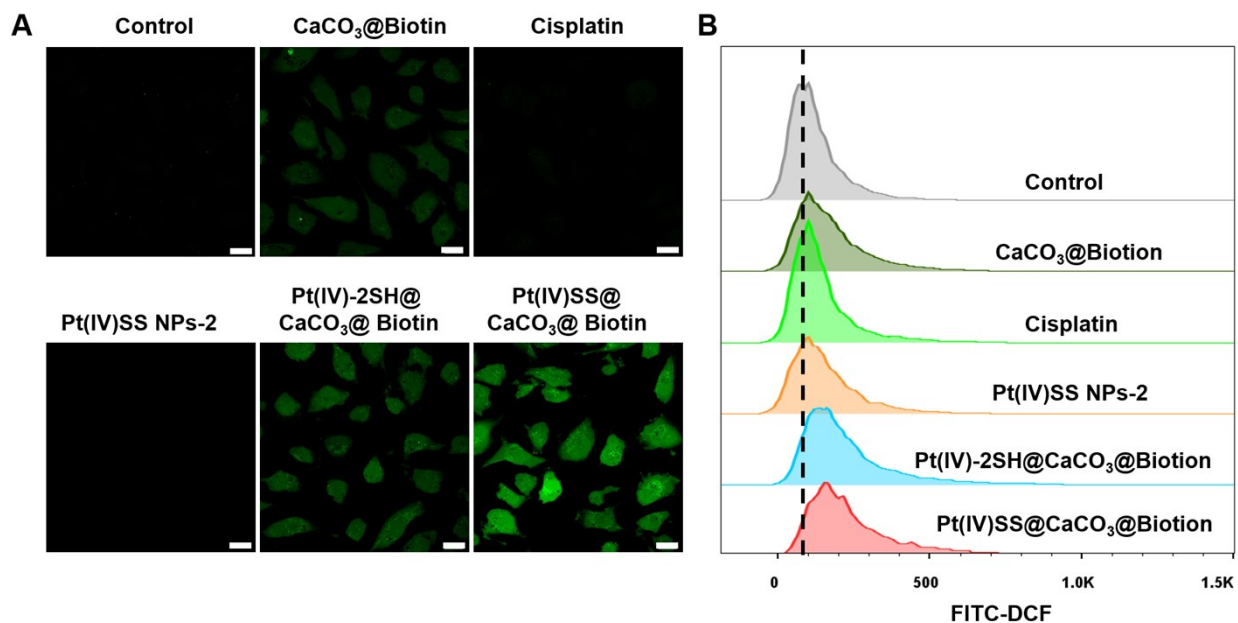 A
Control
CaCO₃@Biotin
Cisplatin
Pt(IV)SS NPs-2
Pt(IV)-2SH@
CaCO₃@ Biotin
Pt(IV)SS@
CaCO₃@ Biotin
B
Control
CaCO₃@Biotion
Cisplatin
Pt(IV)SS NPs-2
Pt(IV)-2SH@CaCO₃@Biotion
Pt(IV)SS@CaCO₃@Biotion
0 500 1.0K 1.5K
FITC-DCF